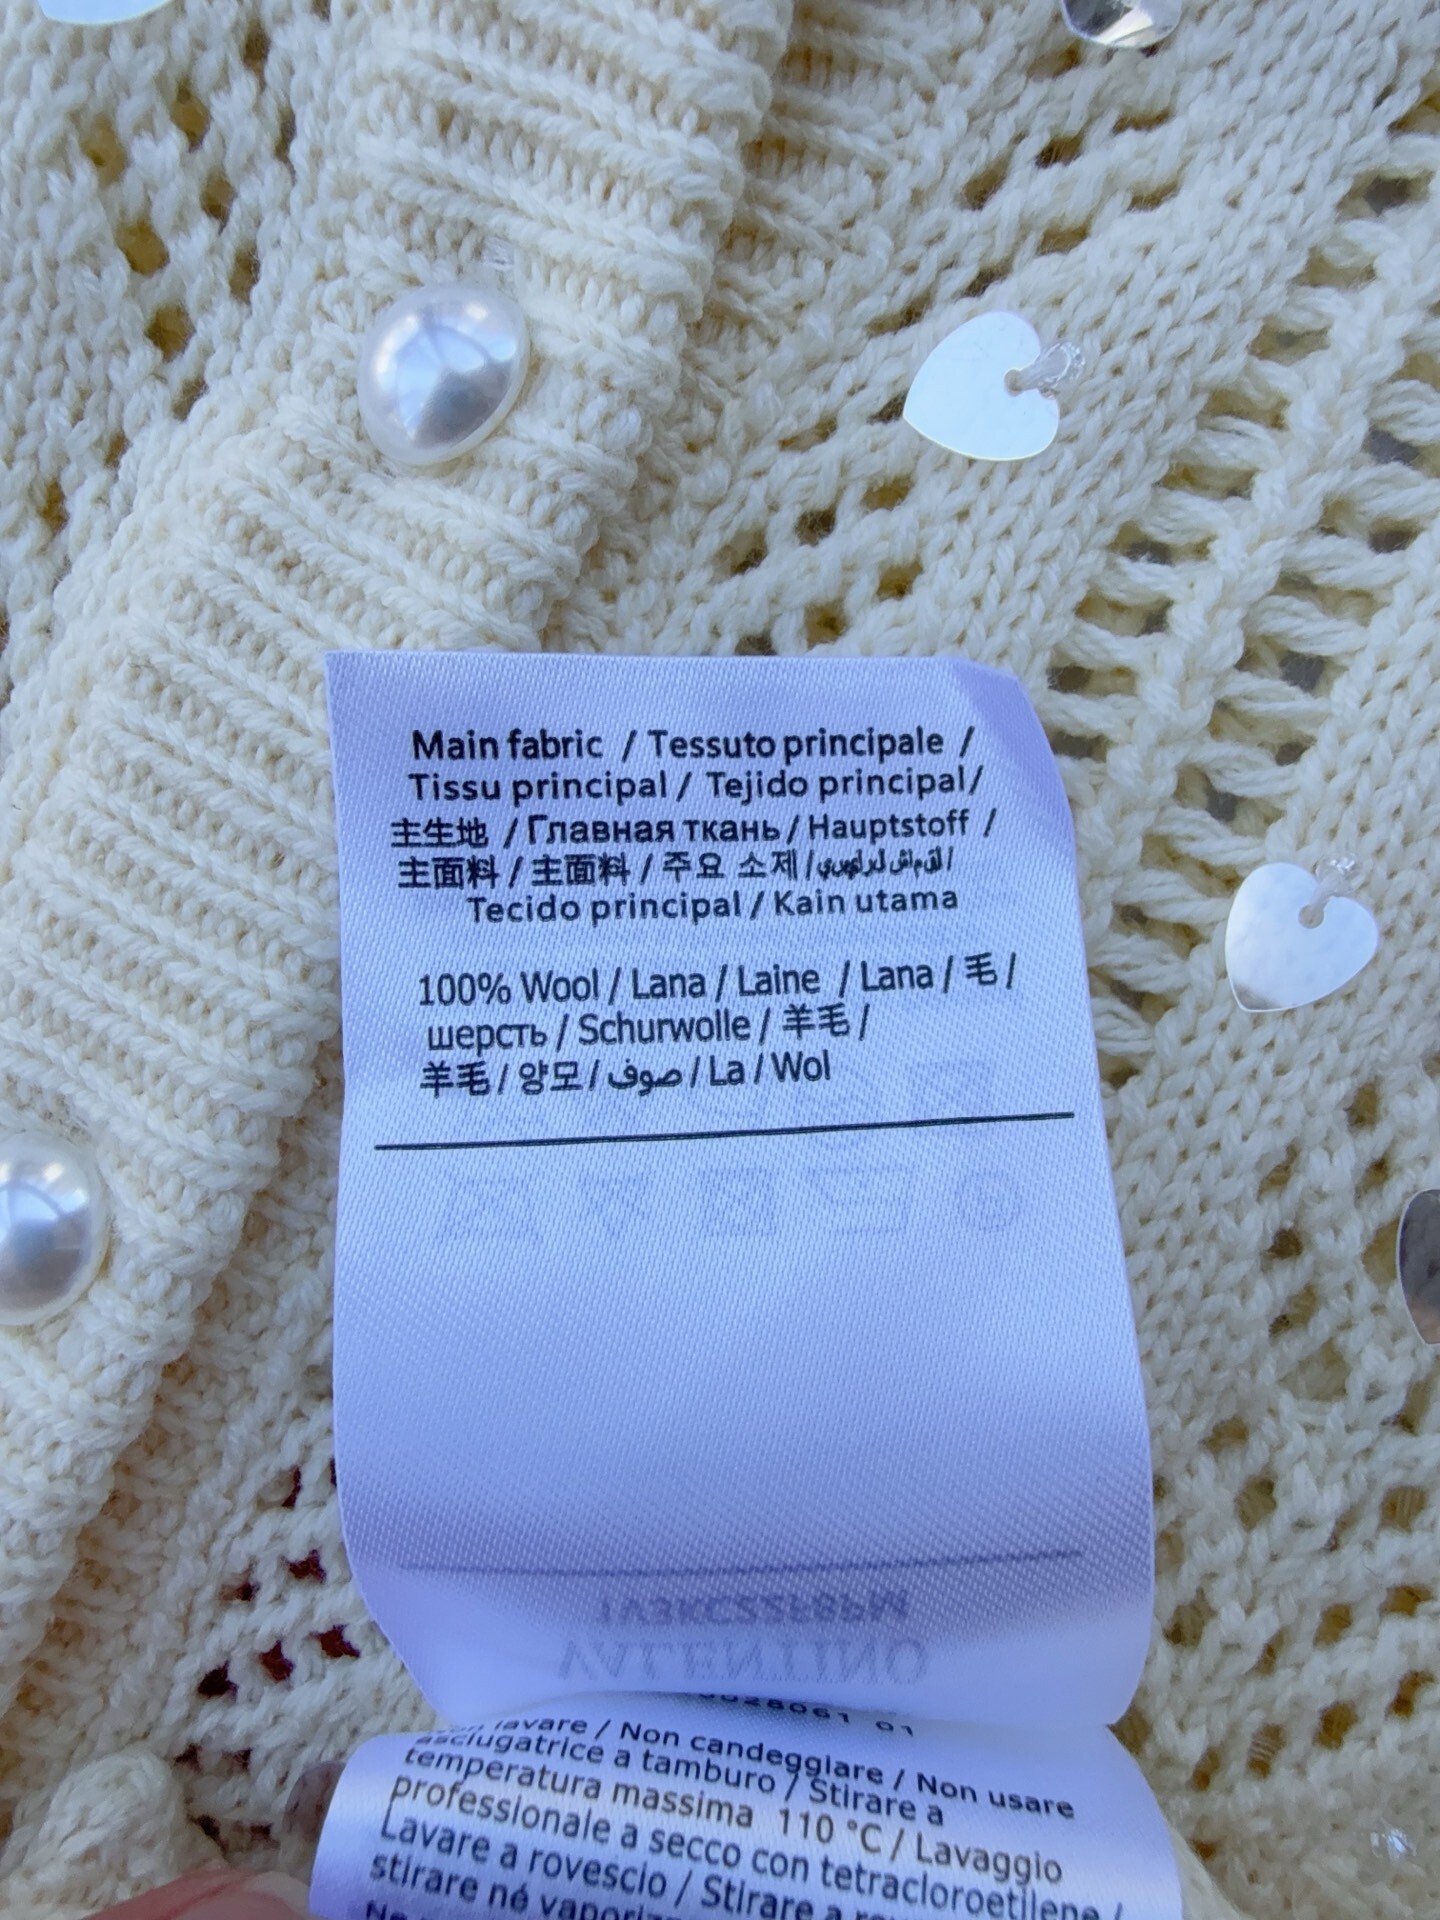 Main fabric / Tessuto principale /
Tissu principal / Tejido principal/
主生地 / Главная ткань / Hauptstoff /
主面料 / 主面料 / 주요 소제 /
Tecido principal / Kain utama
100% Wool / Lana / Laine / Lana / 毛 /
шерсть / Schurwolle / 羊毛 /
羊毛 / 양모 / صوف / La / Wol
VALENTINO
01
lavare / Non candeggiare / Non usare
asciugatrice a tamburo / Stirare a
temperatura massima 110 °C / Lavaggio
professionale a secco con tetracloroetilene /
Lavare a rovescio / Stirare a
stirare né